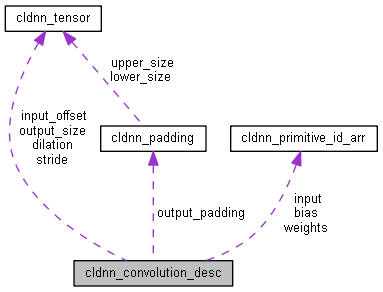 cldnn_tensor
upper_size
lower_size
input_offset
output_size
dilation
stride
cldnn_padding
cldnn_primitive_id_arr
output_padding
input
bias
weights
cldnn_convolution_desc